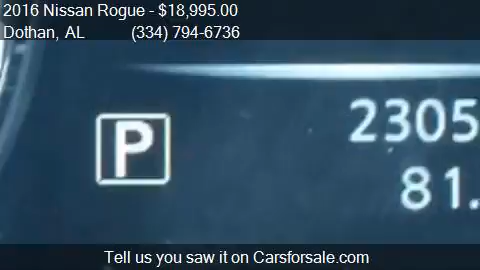 2016 Nissan Rogue - $18,995.00
Dothan, AL (334) 794-6736
P 2305
81.
Tell us you saw it on Carsforsale.com